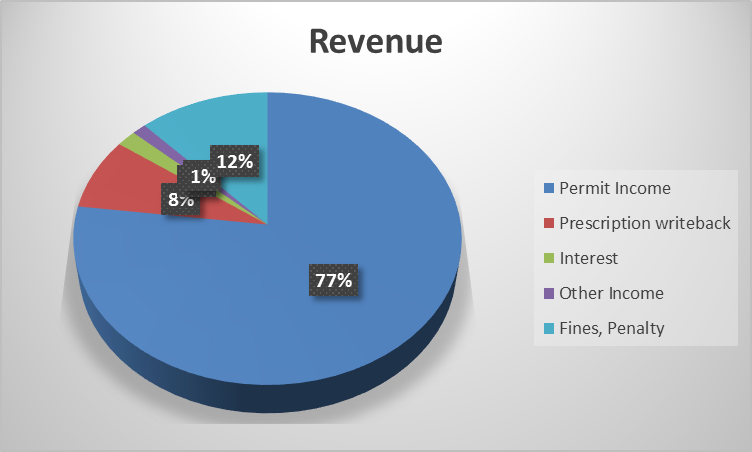 Revenue
12%
1%
8%
77%
Permit Income
Prescription writeback
Interest
Other Income
Fines, Penalty